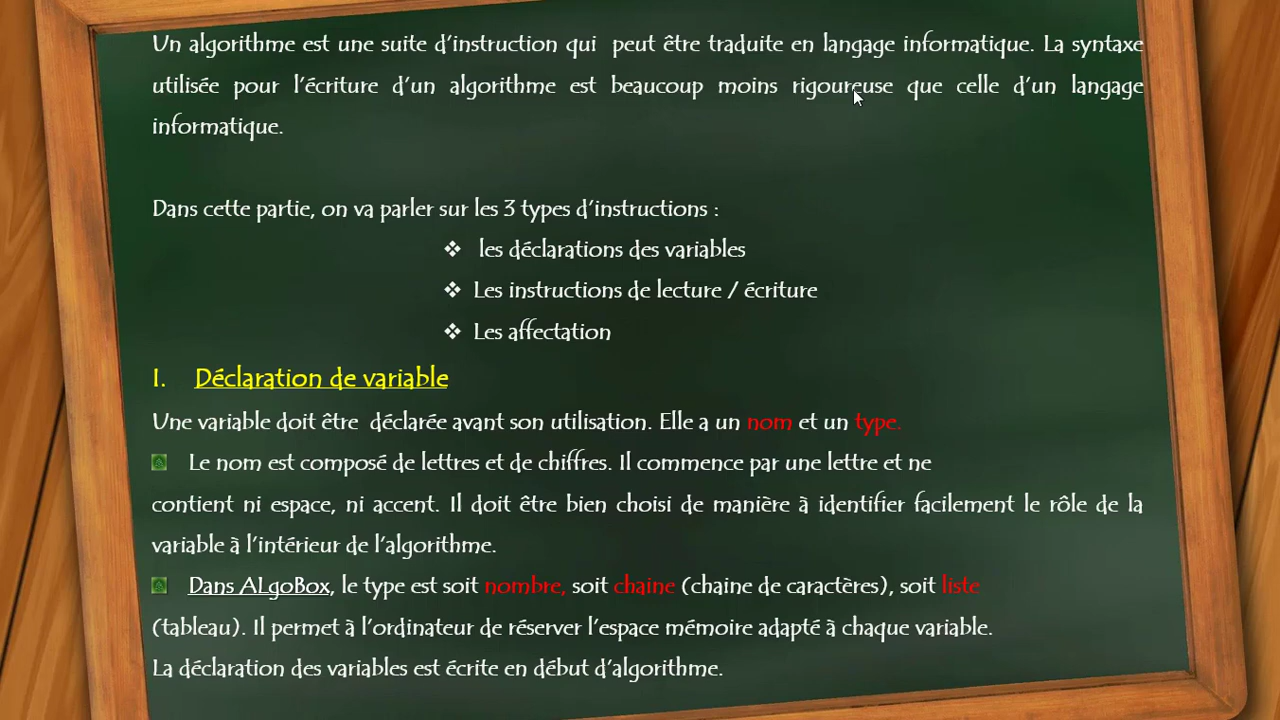 Un algorithme est une suite d'instruction qui peut être traduite en langage informatique. La syntaxe
utilisée pour l'écriture d'un algorithme est beaucoup moins rigoureuse que celle d'un langage
informatique.
Dans cette partie, on va parler sur les 3 types d'instructions :
❖ les déclarations des variables
❖ Les instructions de lecture / écriture
❖ Les affectation
I. Déclaration de variable
Une variable doit être déclarée avant son utilisation. Elle a un nom et un type.
Le nom est composé de lettres et de chiffres. Il commence par une lettre et ne
contient ni espace, ni accent. Il doit être bien choisi de manière à identifier facilement le rôle de la
variable à l'intérieur de l'algorithme.
Dans ALgoBox, le type est soit nombre, soit chaine (chaine de caractères), soit liste
(tableau). Il permet à l'ordinateur de réserver l'espace mémoire adapté à chaque variable.
La déclaration des variables est écrite en début d'algorithme.